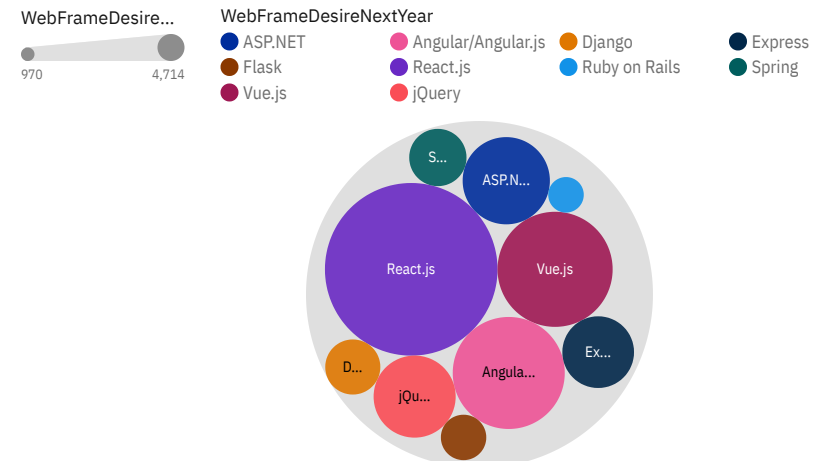 WebFrameDesire...
970 4,714
WebFrameDesireNextYear
ASP.NET Angular/Angular.js Django Express
Flask React.js Ruby on Rails Spring
Vue.js jQuery
S...
ASP.N...
React.js
Vue.js
Ex...
D...
Angula...
jQu...